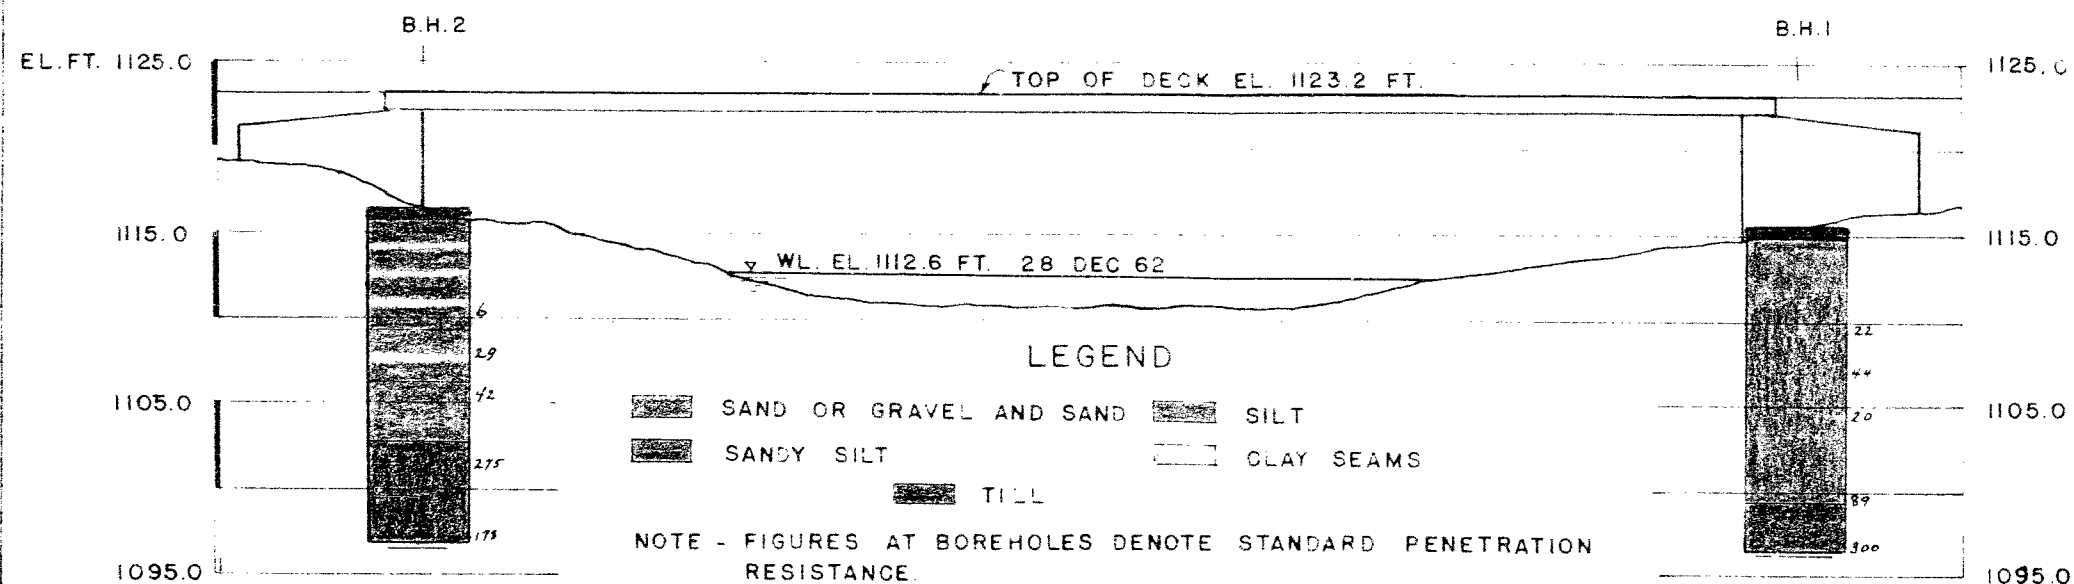 B.H.2
B.H.1
EL.FT. 1125.0
1125.0
TOP OF DECK EL. 1123.2 FT.
1115.0
1115.0
WL. EL. 1112.6 FT. 28 DEC 62
6
22
29
LEGEND
44
42
1105.0
SAND OR GRAVEL AND SAND
SILT
20
1105.0
SANDY SILT
CLAY SEAMS
275
TILL
89
173
NOTE - FIGURES AT BOREHOLES DENOTE STANDARD PENETRATION
RESISTANCE.
300
1095.0
1095.0